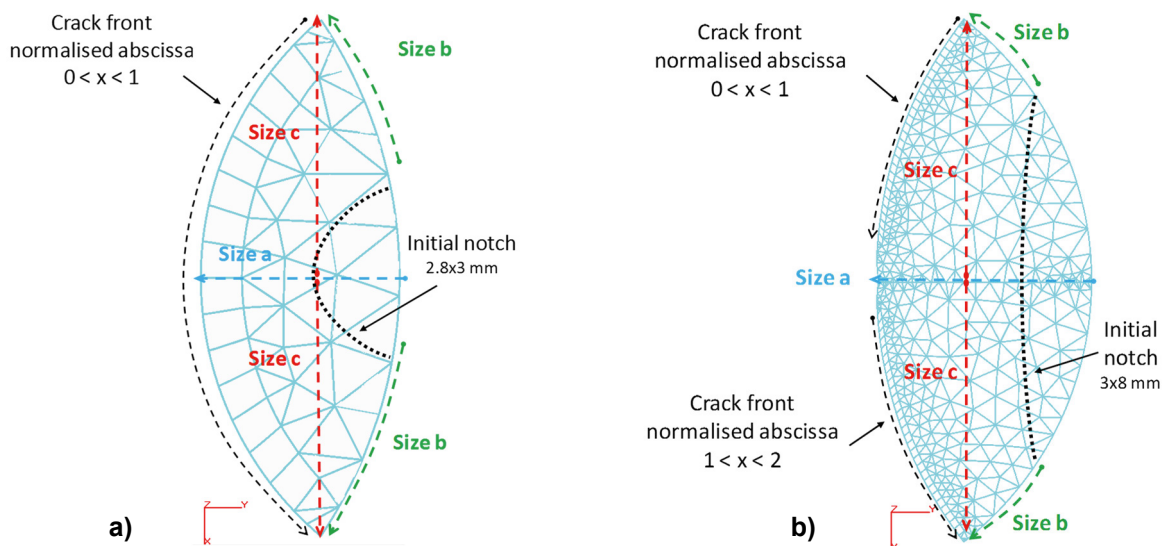 Crack front
normalised abscissa
0 < x < 1
Size b
Size c
Size a
Initial notch
2.8x3 mm
Size c
Size b
Z Y
X
a)
Crack front
normalised abscissa
0 < x < 1
Size b
Size c
Size a
Initial
notch
3x8 mm
Size c
Crack front
normalised abscissa
1 < x < 2
Size b
Z Y
b)